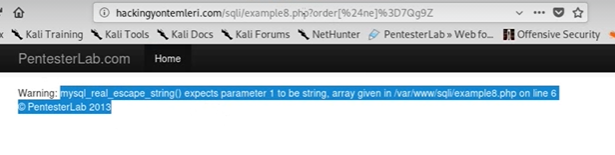 hackingyontemleri.com/sqli/example8.php?order[%24ne]%3D7Qg9Z
Kali Training Kali Tools Kali Docs Kali Forums NetHunter PentesterLab » Web fo... Offensive Security
PentesterLab.com Home
Warning: mysql_real_escape_string() expects parameter 1 to be string, array given in /var/www/sqli/example8.php on line 6
© PentesterLab 2013